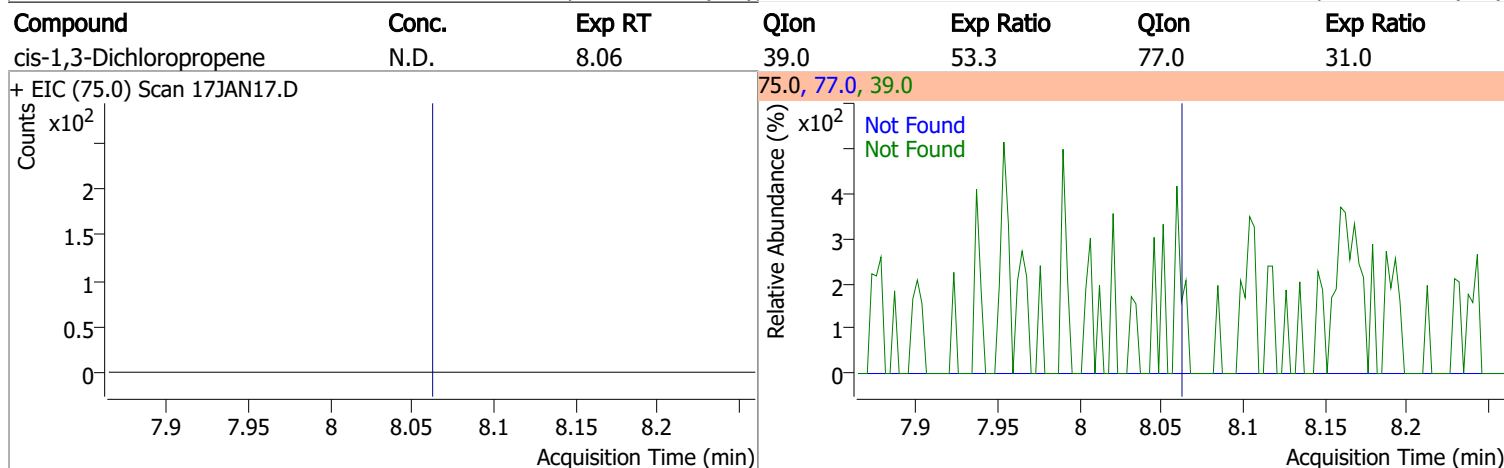 Compound Conc. Exp RT QIon Exp Ratio QIon Exp Ratio
cis-1,3-Dichloropropene N.D. 8.06 39.0 53.3 77.0 31.0
+ EIC (75.0) Scan 17JAN17.D
Counts
x10²
2
1.5
1
0.5
0
7.9 7.95 8 8.05 8.1 8.15 8.2
Acquisition Time (min)
75.0, 77.0, 39.0
Relative Abundance (%)
x10²
Not Found
Not Found
4
3
2
1
0
7.9 7.95 8 8.05 8.1 8.15 8.2
Acquisition Time (min)